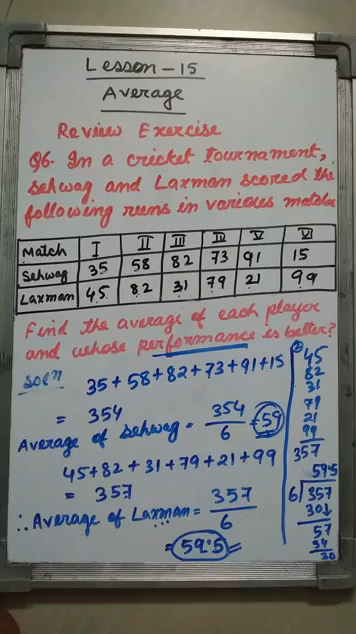 Lesson-15
Average
Review Exercise
Q6. In a cricket tournament,
Sehwag and Laxman scored the
following runs in various matches
Match I II III IV V VI
Sehwag 35 58 82 73 91 15
Laxman 45 82 31 79 21 99
Find the average of each player
and whose performance is better?
Soln
35+58+82+73+91+15
= 354
Average of Sehwag = 354/6 = 59
45+82+31+79+21+99
= 357
∴ Average of Laxman = 357/6
= 59.5 =
45
82
31
79
21
99
357
59.5
6)357
30↓
57
54
30